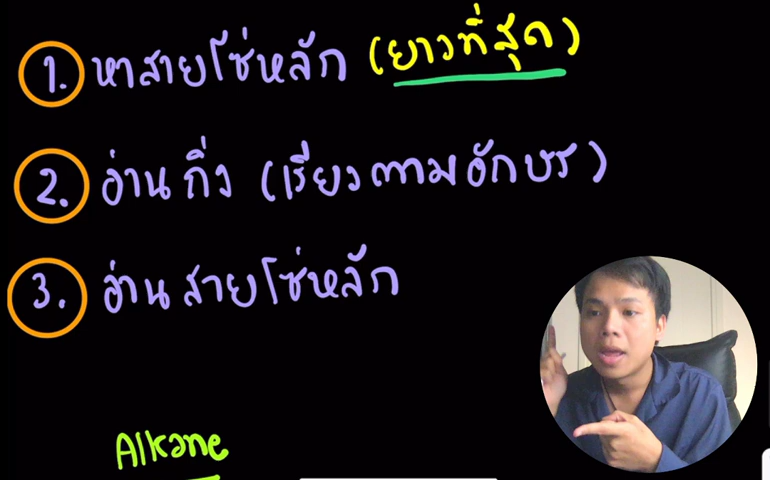 1. หาสายโซ่หลัก (ยาวที่สุด)
2. อ่านกิ่ง (เรียงตามอักษร)
3. อ่านสายโซ่หลัก
Alkane